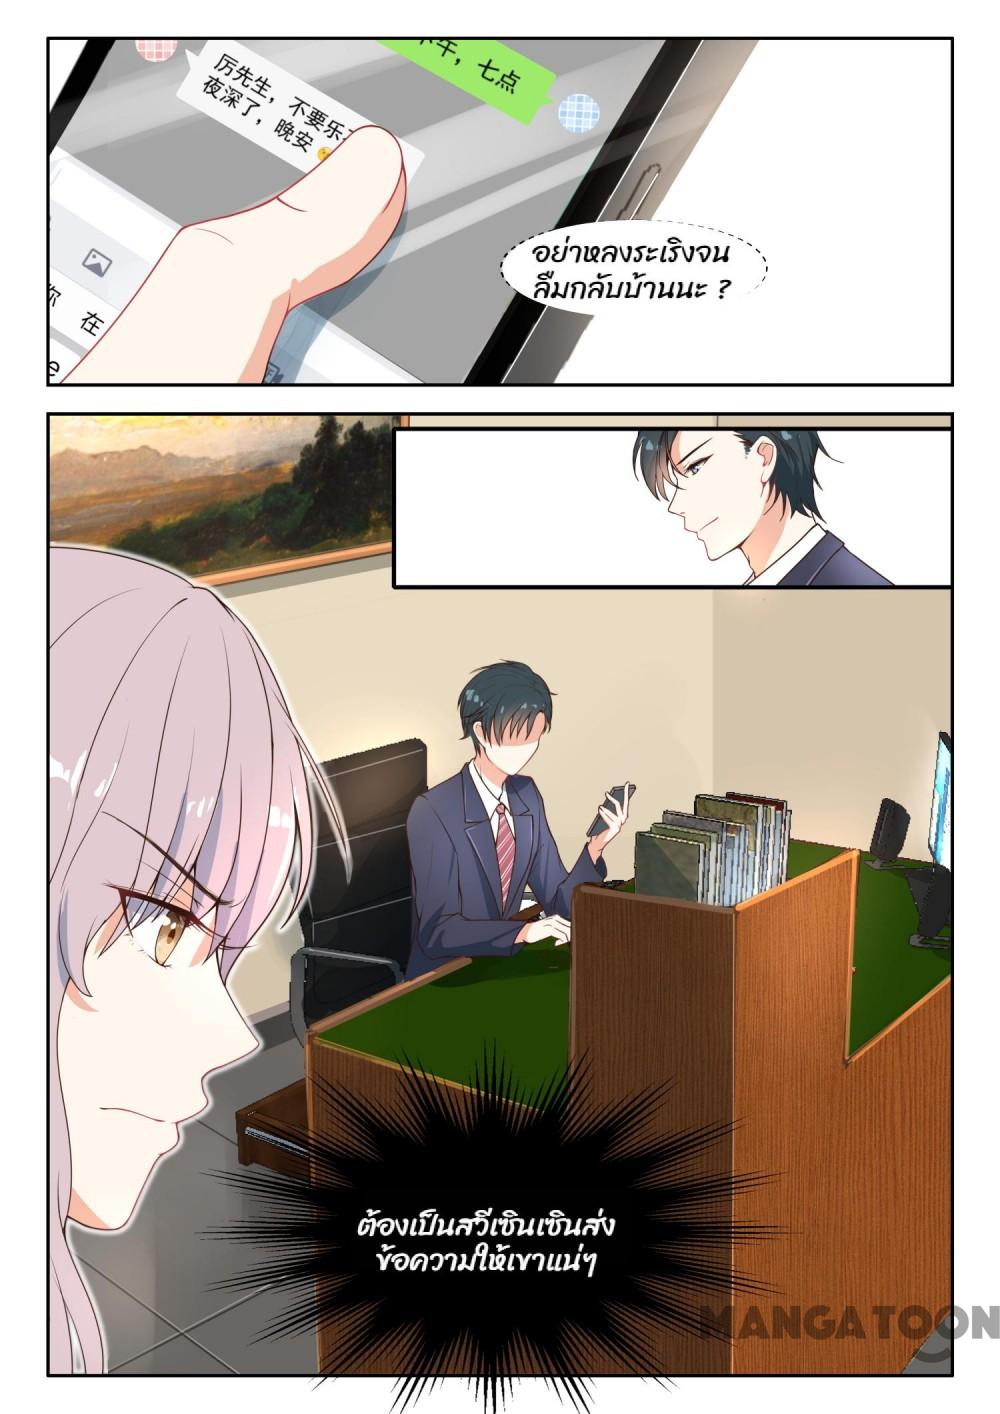 午，七点
厉先生，不要乐
夜深了，晚安
你 在
e
อย่าหลงระเริงจน
ลืมกลับบ้านนะ ?
ต้องเป็นสวีเซินเซินส่ง
ข้อความให้เขาแน่ๆ
MANGATOON